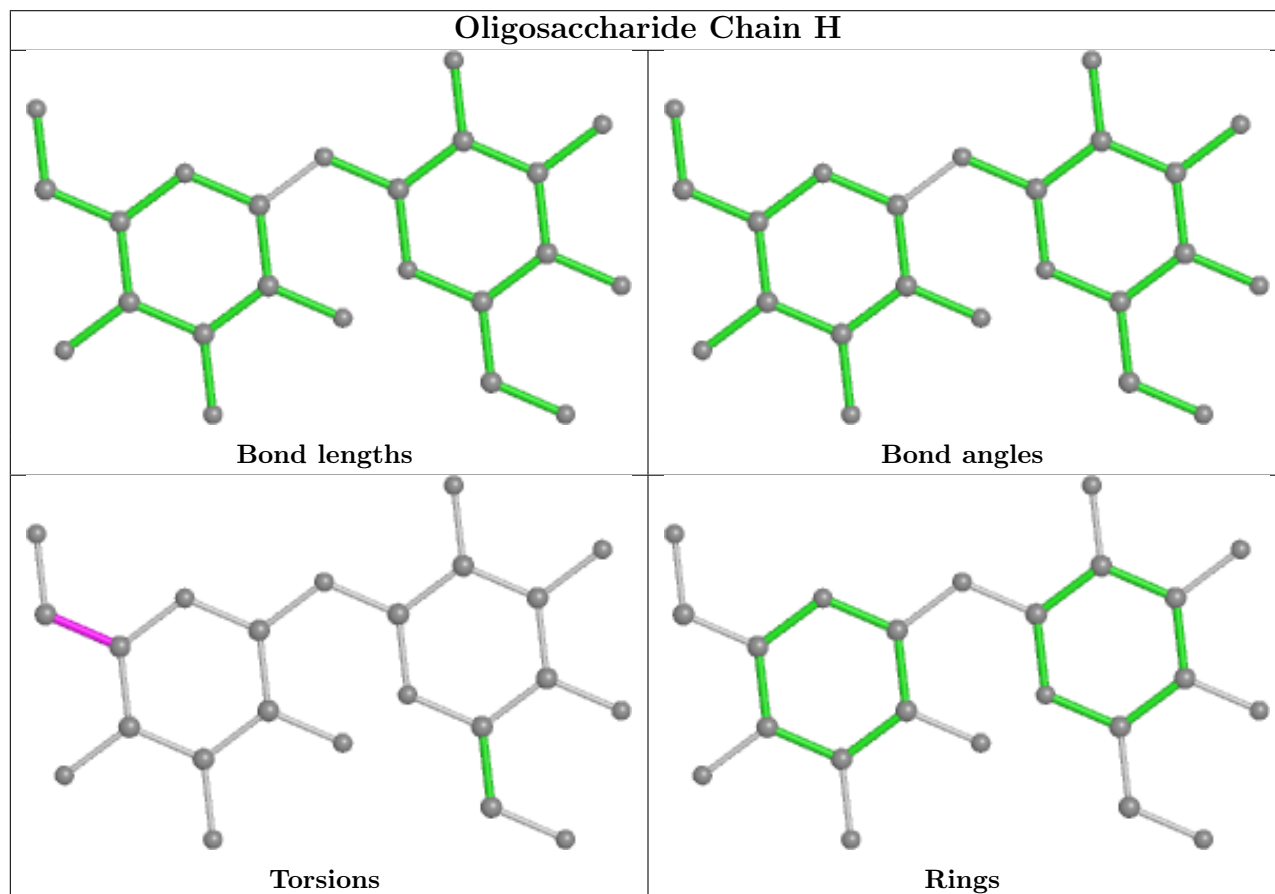 Oligosaccharide Chain H
Bond lengths
Bond angles
Torsions
Rings